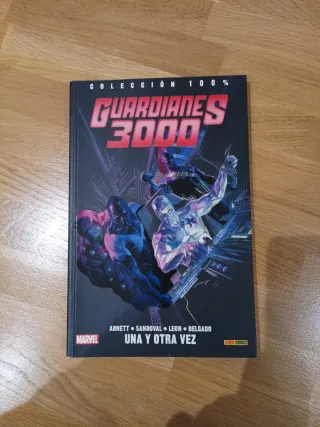 COLECCIÓN 100%
GUARDIANES
3000
ABNETT • SANDOVAL • LEON • DELGADO
UNA Y OTRA VEZ
MARVEL
PANINI COMICS